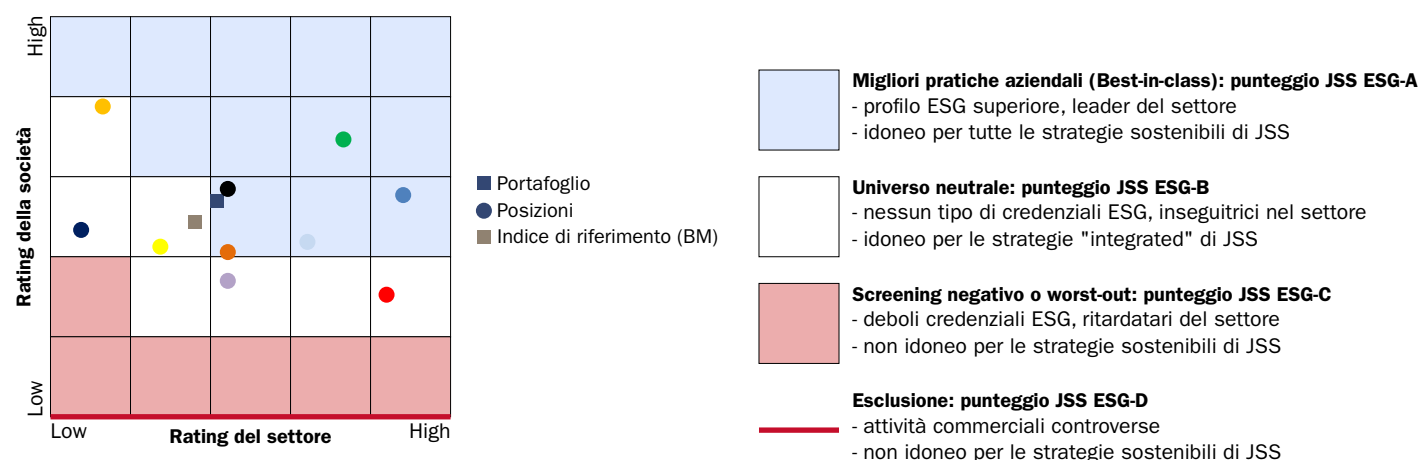 High
Rating della società
Low
Low
Rating del settore
High
Portafoglio
Posizioni
Indice di riferimento (BM)
Migliori pratiche aziendali (Best-in-class): punteggio JSS ESG-A
- profilo ESG superiore, leader del settore
- idoneo per tutte le strategie sostenibili di JSS
Universo neutrale: punteggio JSS ESG-B
- nessun tipo di credenziali ESG, inseguitrici nel settore
- idoneo per le strategie "integrated" di JSS
Screening negativo o worst-out: punteggio JSS ESG-C
- deboli credenziali ESG, ritardatari del settore
- non idoneo per le strategie sostenibili di JSS
Esclusione: punteggio JSS ESG-D
- attività commerciali controverse
- non idoneo per le strategie sostenibili di JSS